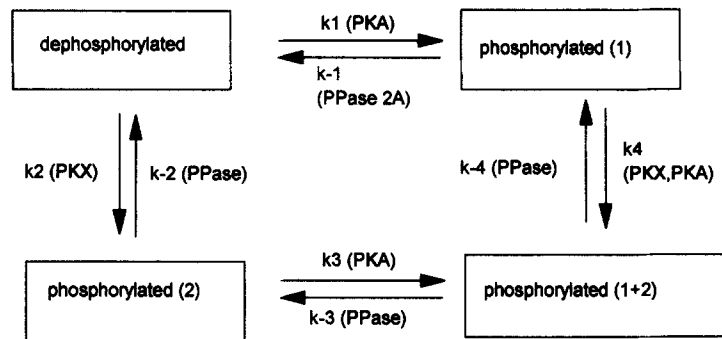 k1 (PKA)
dephosphorylated
phosphorylated (1)
k-1
(PPase 2A)
k2 (PKX)
k-2 (PPase)
k-4 (PPase)
k4
(PKX,PKA)
k3 (PKA)
phosphorylated (2)
phosphorylated (1+2)
k-3 (PPase)